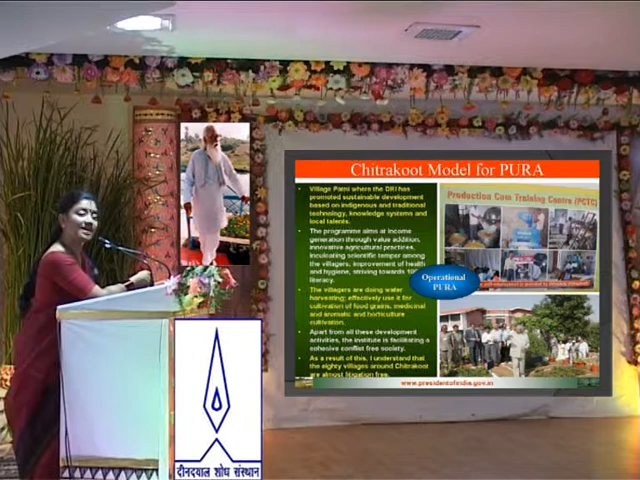 Chitrakoot Model for PURA
Village Patni where the DRI has
promoted sustainable development
based on indigenous and traditional
technology, knowledge systems and
local talents.
The programme aims at income
generation through value addition,
innovative agricultural practices,
inculcating scientific temper among
the villagers, improvement of health
and hygiene, striving towards
literacy.
The villagers are doing water
harvesting; effectively use it for
cultivation of food grains, medicinal
and aromatic and horticulture
cultivation.
Apart from all these development
activities, the institute is facilitating a
cohesive conflict free society.
As a result of this, I understand that
the eighty villages around Chitrakoot
are almost litigation free.
Production Cum Training Centre (PCTC)
Operational
PURA
www.presidentofindia.gov.in
दीनदयाल शोध संस्थान